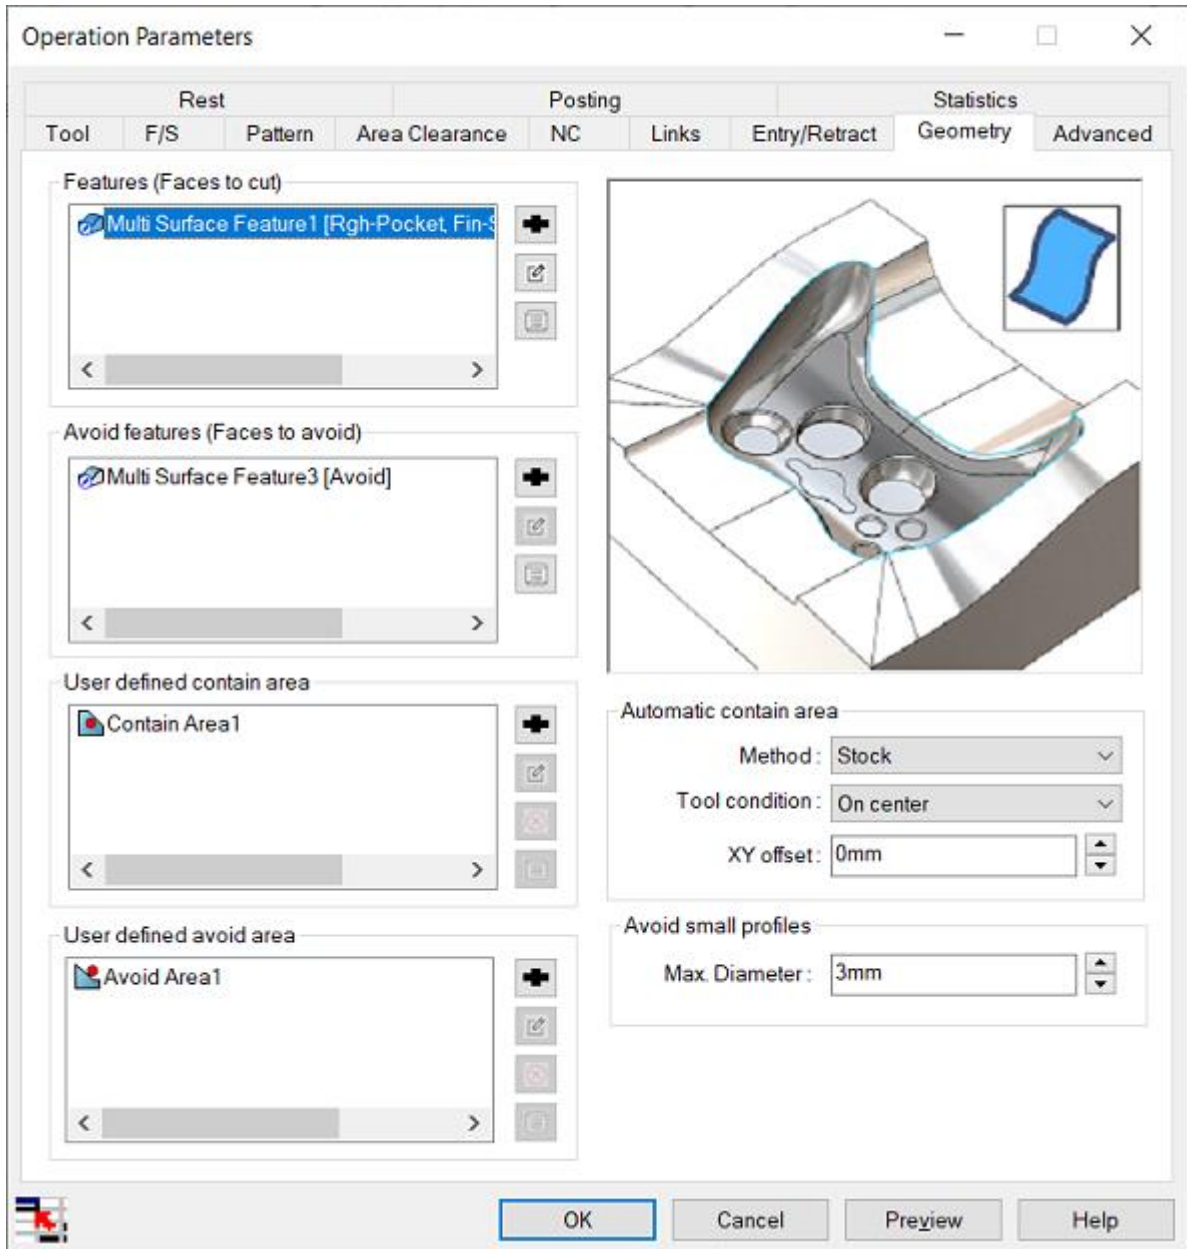 Operation Parameters
Rest Posting Statistics
Tool F/S Pattern Area Clearance NC Links Entry/Retract Geometry Advanced
Features (Faces to cut)
Multi Surface Feature1 [Rgh-Pocket, Fin-S
Avoid features (Faces to avoid)
Multi Surface Feature3 [Avoid]
User defined contain area
Contain Area1
User defined avoid area
Avoid Area1
Automatic contain area
Method : Stock
Tool condition : On center
XY offset : 0mm
Avoid small profiles
Max. Diameter : 3mm
OK Cancel Preview Help